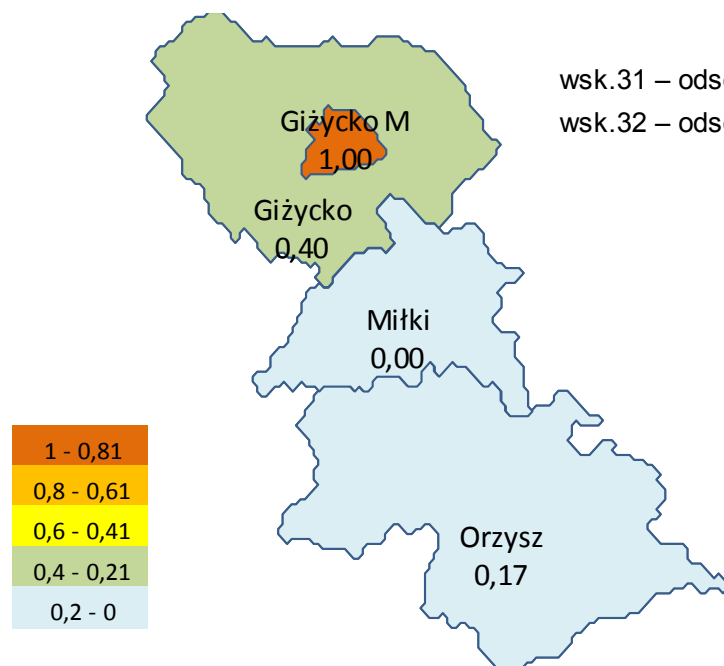 wsk.31 – ods
wsk.32 – ods
Giżycko M
1,00
Giżycko
0,40
Miłki
0,00
Orzysz
0,17
1 - 0,81
0,8 - 0,61
0,6 - 0,41
0,4 - 0,21
0,2 - 0